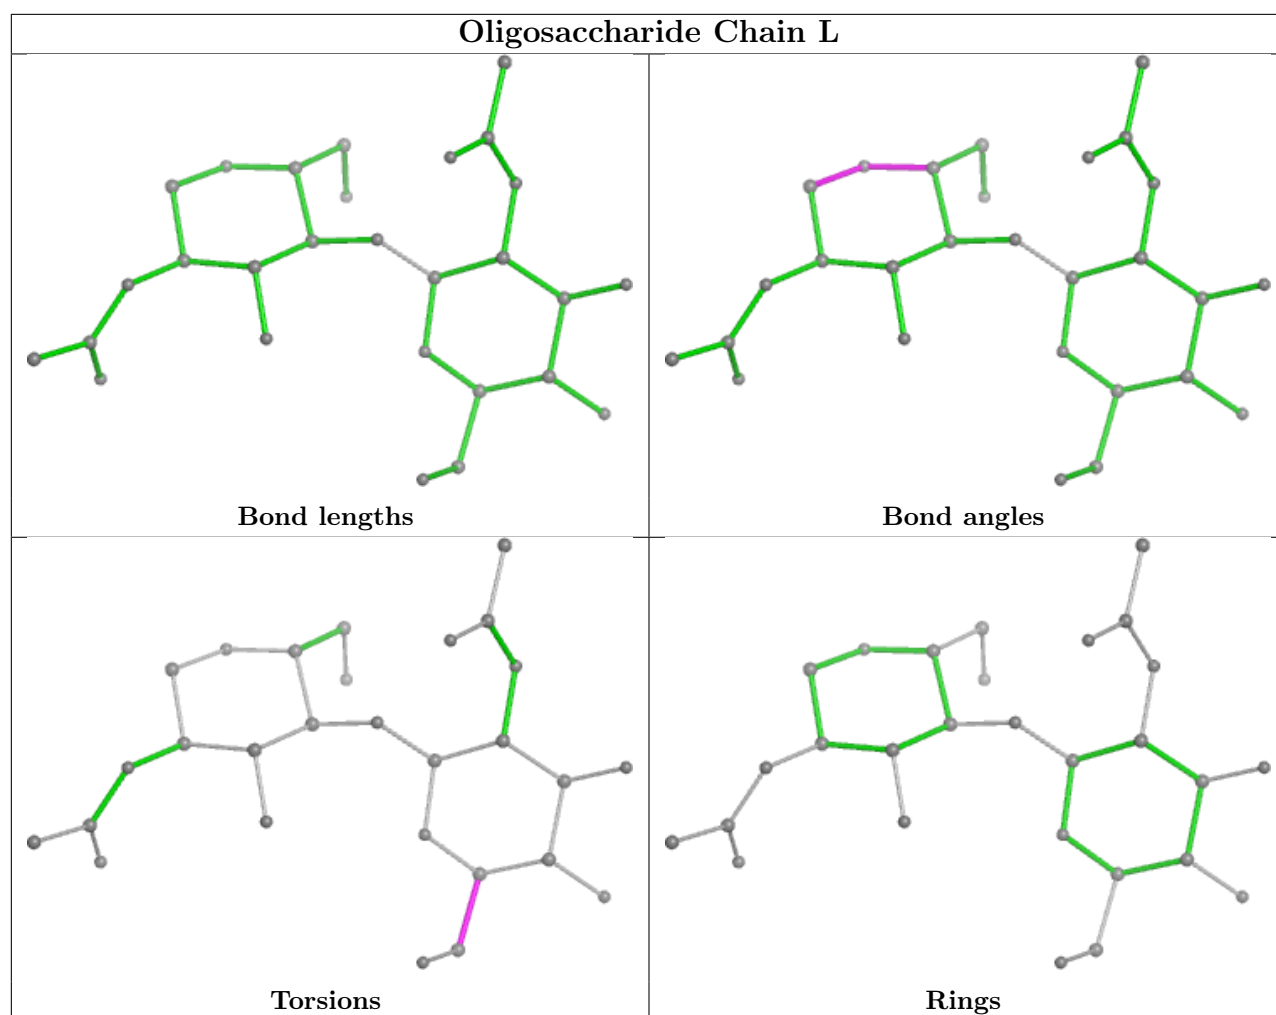 Oligosaccharide Chain L
Bond lengths
Bond angles
Torsions
Rings